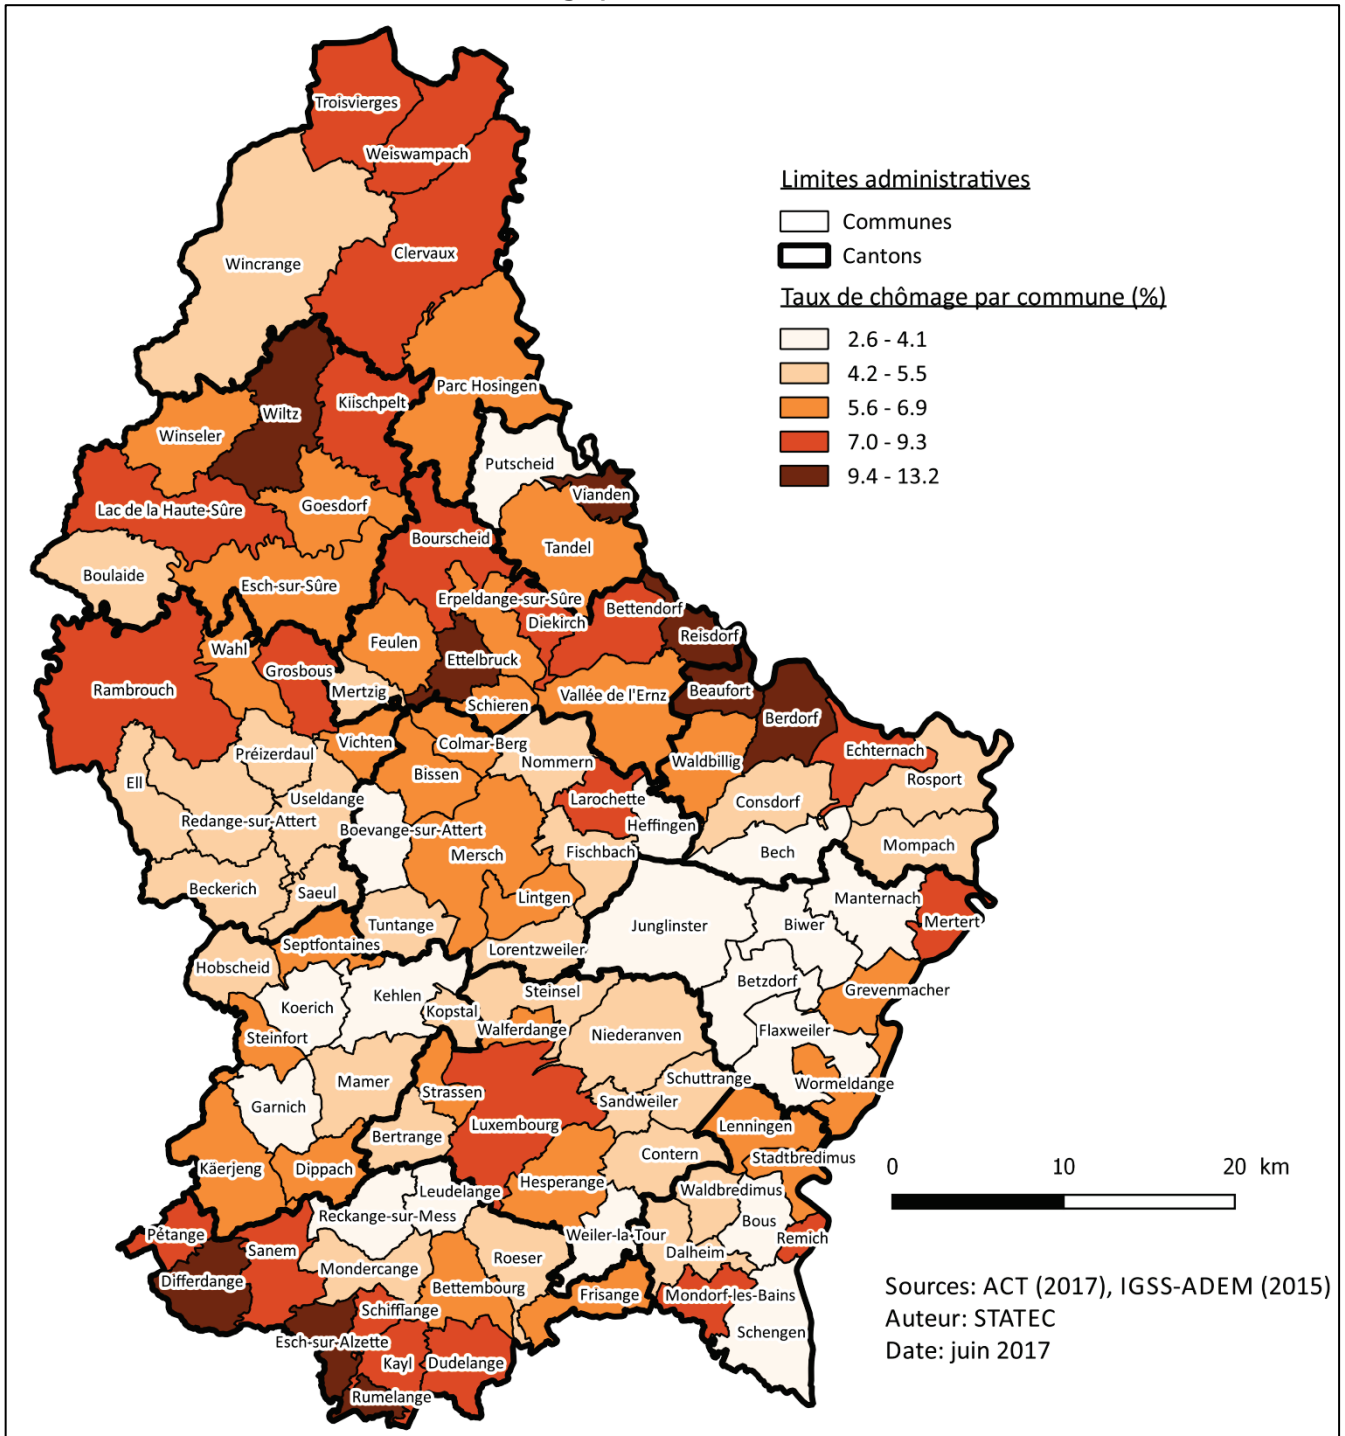 Troisvierges
Weiswampach
Clervaux
Wincrange
Parc Hosingen
Kiischpelt
Wiltz
Winseler
Putscheid
Vianden
Goesdorf
Lac de la Haute-Sûre
Bourscheid
Tandel
Boulaide
Esch-sur-Sûre
Erpeldange-sur-Sûre
Bettendorf
Diekirch
Reisdorf
Feulen
Wahl
Ettelbruck
Grosbous
Rambrouch
Mertzig
Vallée de l'Ernz
Beaufort
Schieren
Berdorf
Vichten
Colmar-Berg
Echternach
Préizerdaul
Nommern
Waldbillig
Bissen
Rosport
Ell
Useldange
Larochette
Consdorf
Redange-sur-Attert
Heffingen
Boevange-sur-Attert
Mompach
Mersch
Fischbach
Bech
Beckerich
Saeul
Lintgen
Manternach
Tuntange
Junglinster
Biwer
Mertert
Septfontaines
Lorentzweiler
Hobscheid
Betzdorf
Steinsel
Grevenmacher
Kehlen
Koerich
Kopstal
Walferdange
Flaxweiler
Steinfort
Niederanven
Mamer
Schuttrange
Wormeldange
Strassen
Sandweiler
Garnich
Luxembourg
Lenningen
Bertrange
Contern
Stadtbredimus
Käerjeng
Dippach
Hesperange
Leudelange
Waldbredimus
Reckange-sur-Mess
Bous
Pétange
Weiler-la-Tour
Remich
Sanem
Dalheim
Roeser
Mondercange
Differdange
Bettembourg
Frisange
Mondorf-les-Bains
Schifflange
Schengen
Esch-sur-Alzette
Kayl
Dudelange
Rumelange
Limites administratives
Communes
Cantons
Taux de chômage par commune (%)
2.6 - 4.1
4.2 - 5.5
5.6 - 6.9
7.0 - 9.3
9.4 - 13.2
0 10 20 km
Sources: ACT (2017), IGSS-ADEM (2015)
Auteur: STATEC
Date: juin 2017